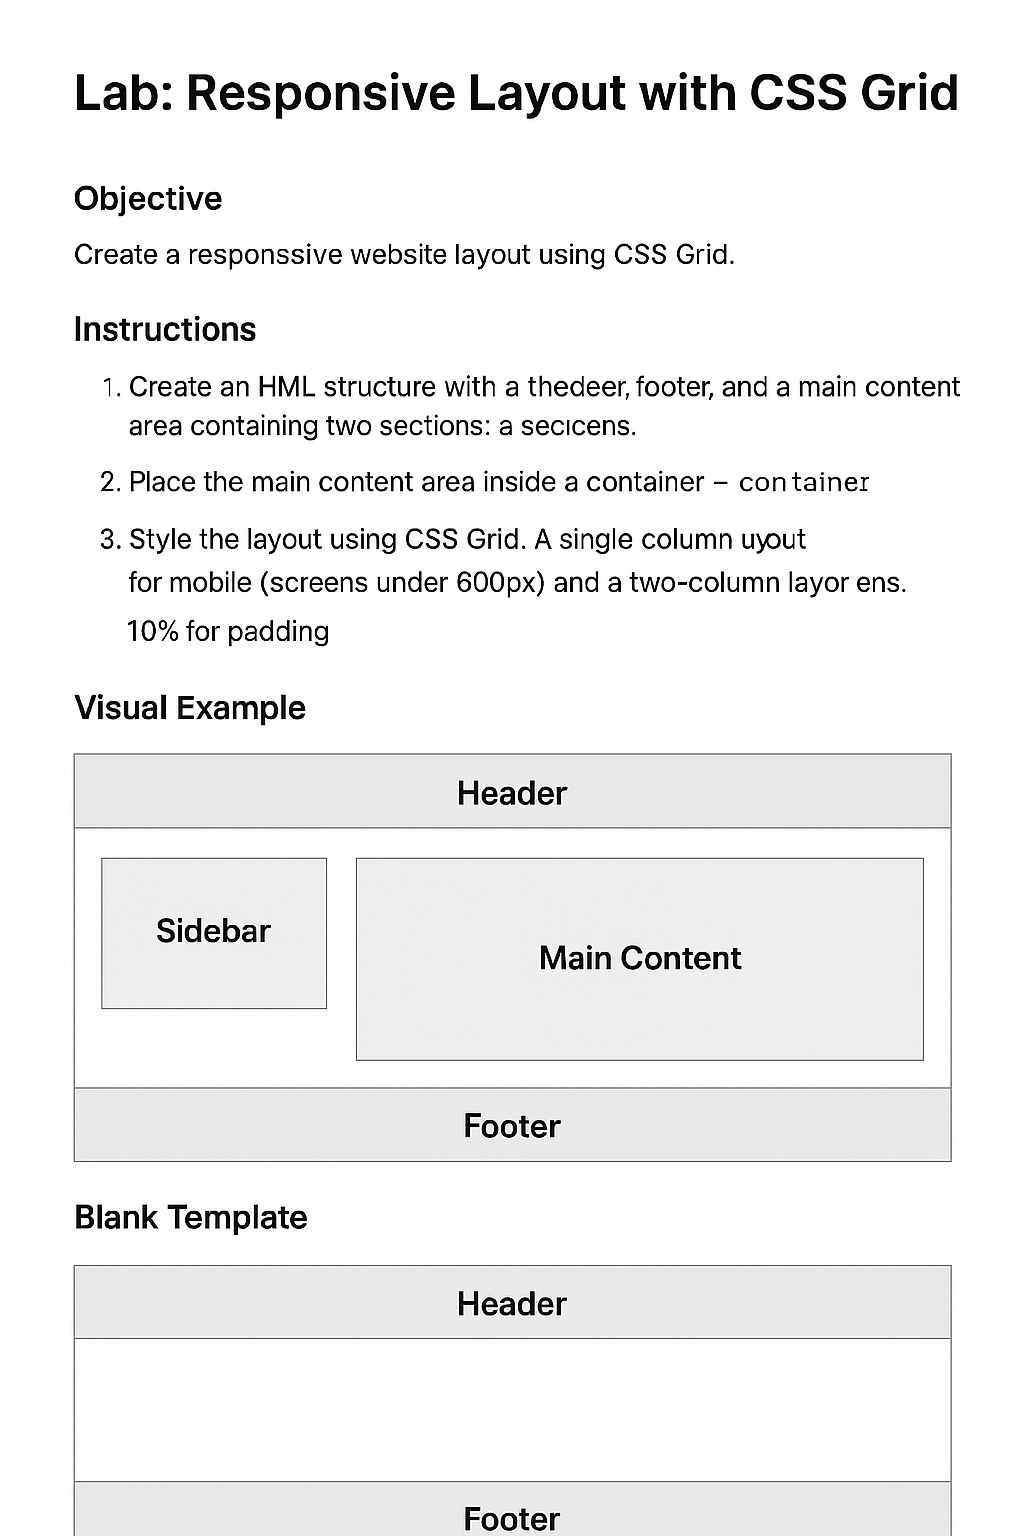 Lab: Responsive Layout with CSS Grid
Objective
Create a responssive website layout using CSS Grid.
Instructions
1. Create an HML structure with a thedeer, footer, and a main content
area containing two sections: a secıcens.
2. Place the main content area inside a container – container
3. Style the layout using CSS Grid. A single column uyout
for mobile (screens under 600px) and a two-column layor ens.
10% for padding
Visual Example
Header
Sidebar
Main Content
Footer
Blank Template
Header
Footer